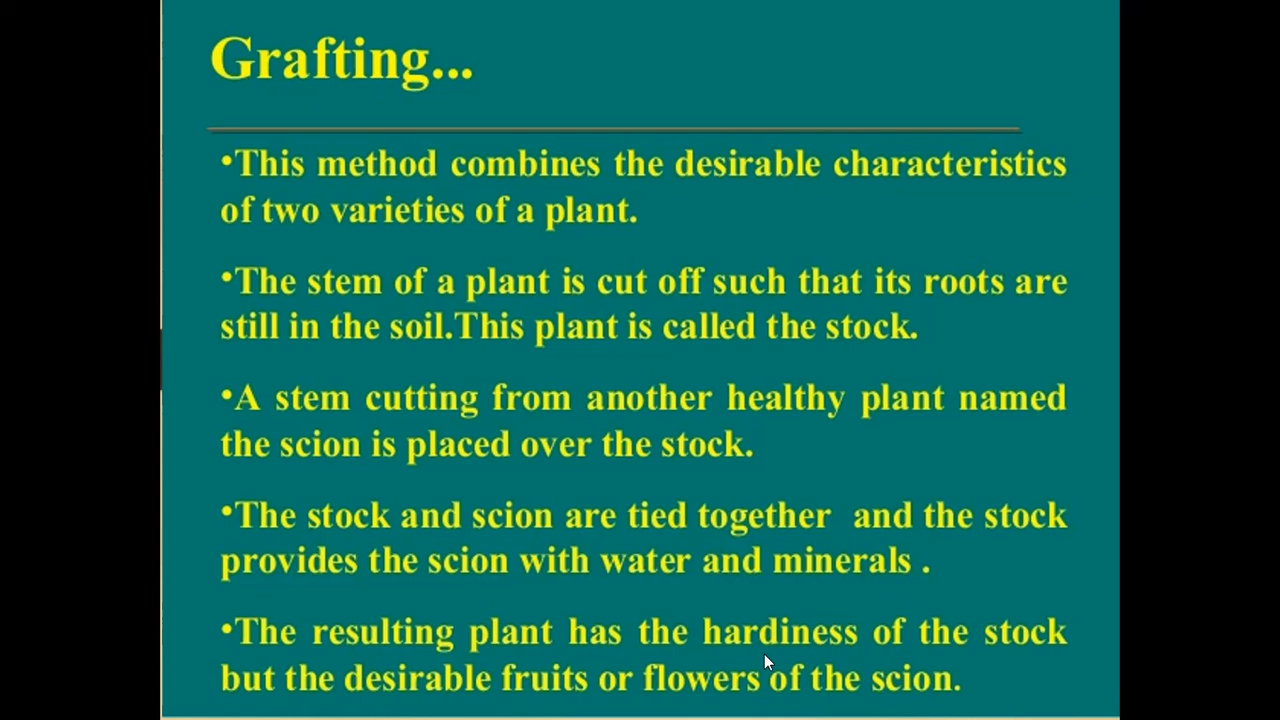 Grafting...
•This method combines the desirable characteristics
of two varieties of a plant.
•The stem of a plant is cut off such that its roots are
still in the soil.This plant is called the stock.
•A stem cutting from another healthy plant named
the scion is placed over the stock.
•The stock and scion are tied together  and the stock
provides the scion with water and minerals .
•The resulting plant has the hardiness of the stock
but the desirable fruits or flowers of the scion.